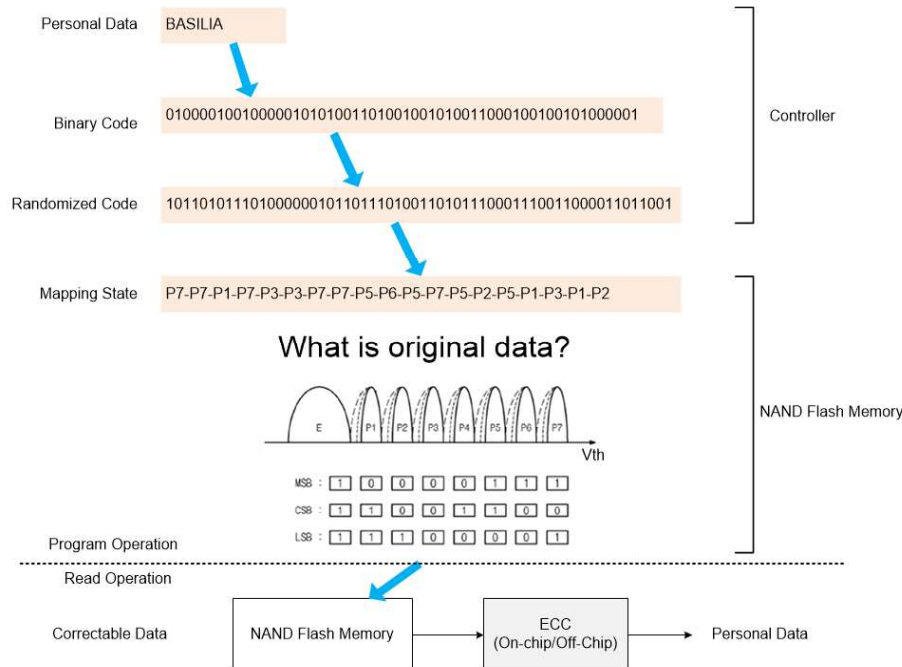 Personal Data
BASILIA
Binary Code
01000010010000010101001101001001010011000100100101000001
Controller
Randomized Code
101101011101000000101101110100110101110001110011000011011001
Mapping State
P7-P7-P1-P7-P3-P3-P7-P7-P5-P6-P5-P7-P5-P2-P5-P1-P3-P1-P2
What is original data?
NAND Flash Memory
E P1 P2 P3 P4 P5 P6 P7
Vth
MSB : 1 0 0 0 0 1 1 1
CSB : 1 1 0 0 1 1 0 0
LSB : 1 1 1 0 0 0 0 1
Program Operation
Read Operation
Correctable Data
NAND Flash Memory
ECC
(On-chip/Off-Chip)
Personal Data